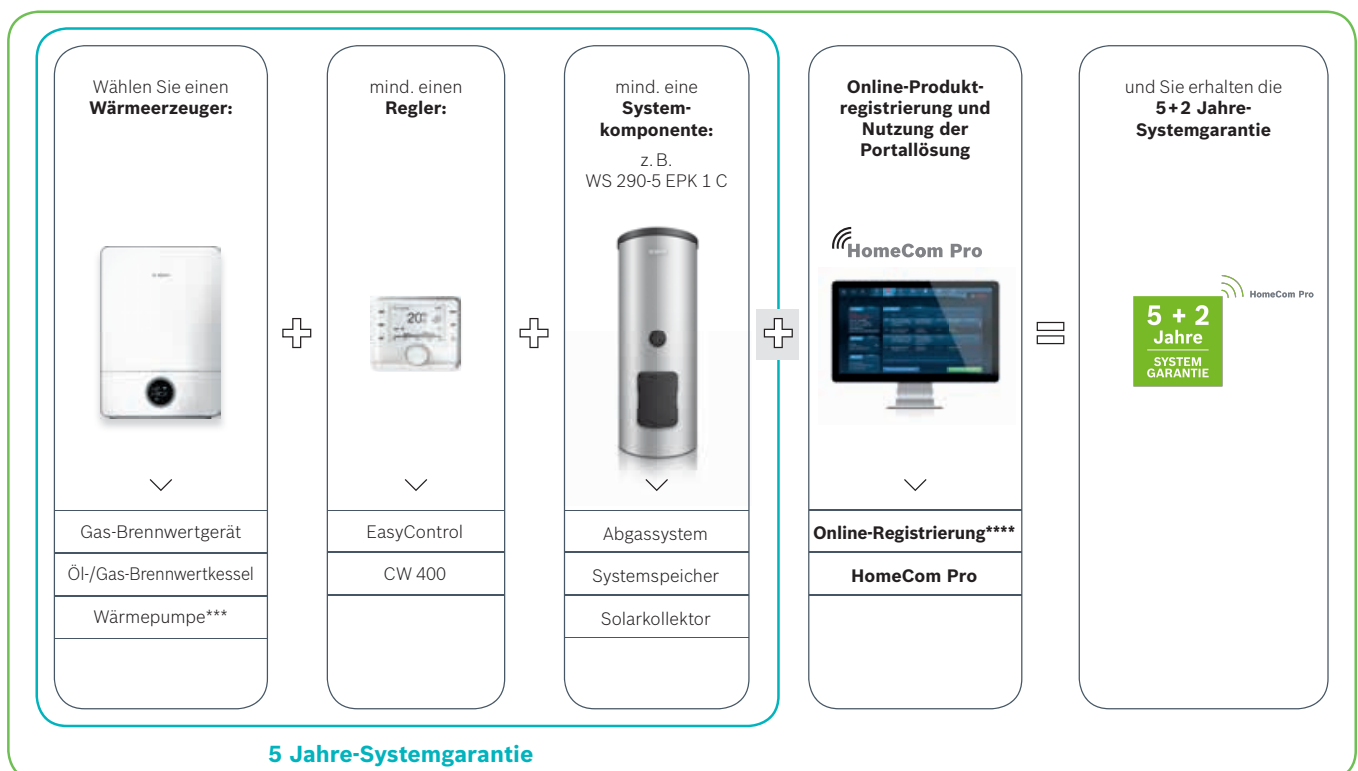 Wählen Sie einen
Wärmeerzeuger:
Gas-Brennwertgerät
Öl-/Gas-Brennwertkessel
Wärmepumpe***
mind. einen
Regler:
20°
EasyControl
CW 400
mind. eine
System-
komponente:
z. B.
WS 290-5 EPK 1 C
Abgassystem
Systemspeicher
Solarkollektor
Online-Produkt-
registrierung und
Nutzung der
Portallösung
HomeCom Pro
Online-Registrierung****
HomeCom Pro
und Sie erhalten die
5+2 Jahre-
Systemgarantie
HomeCom Pro
5 + 2
Jahre
SYSTEM
GARANTIE
5 Jahre-Systemgarantie